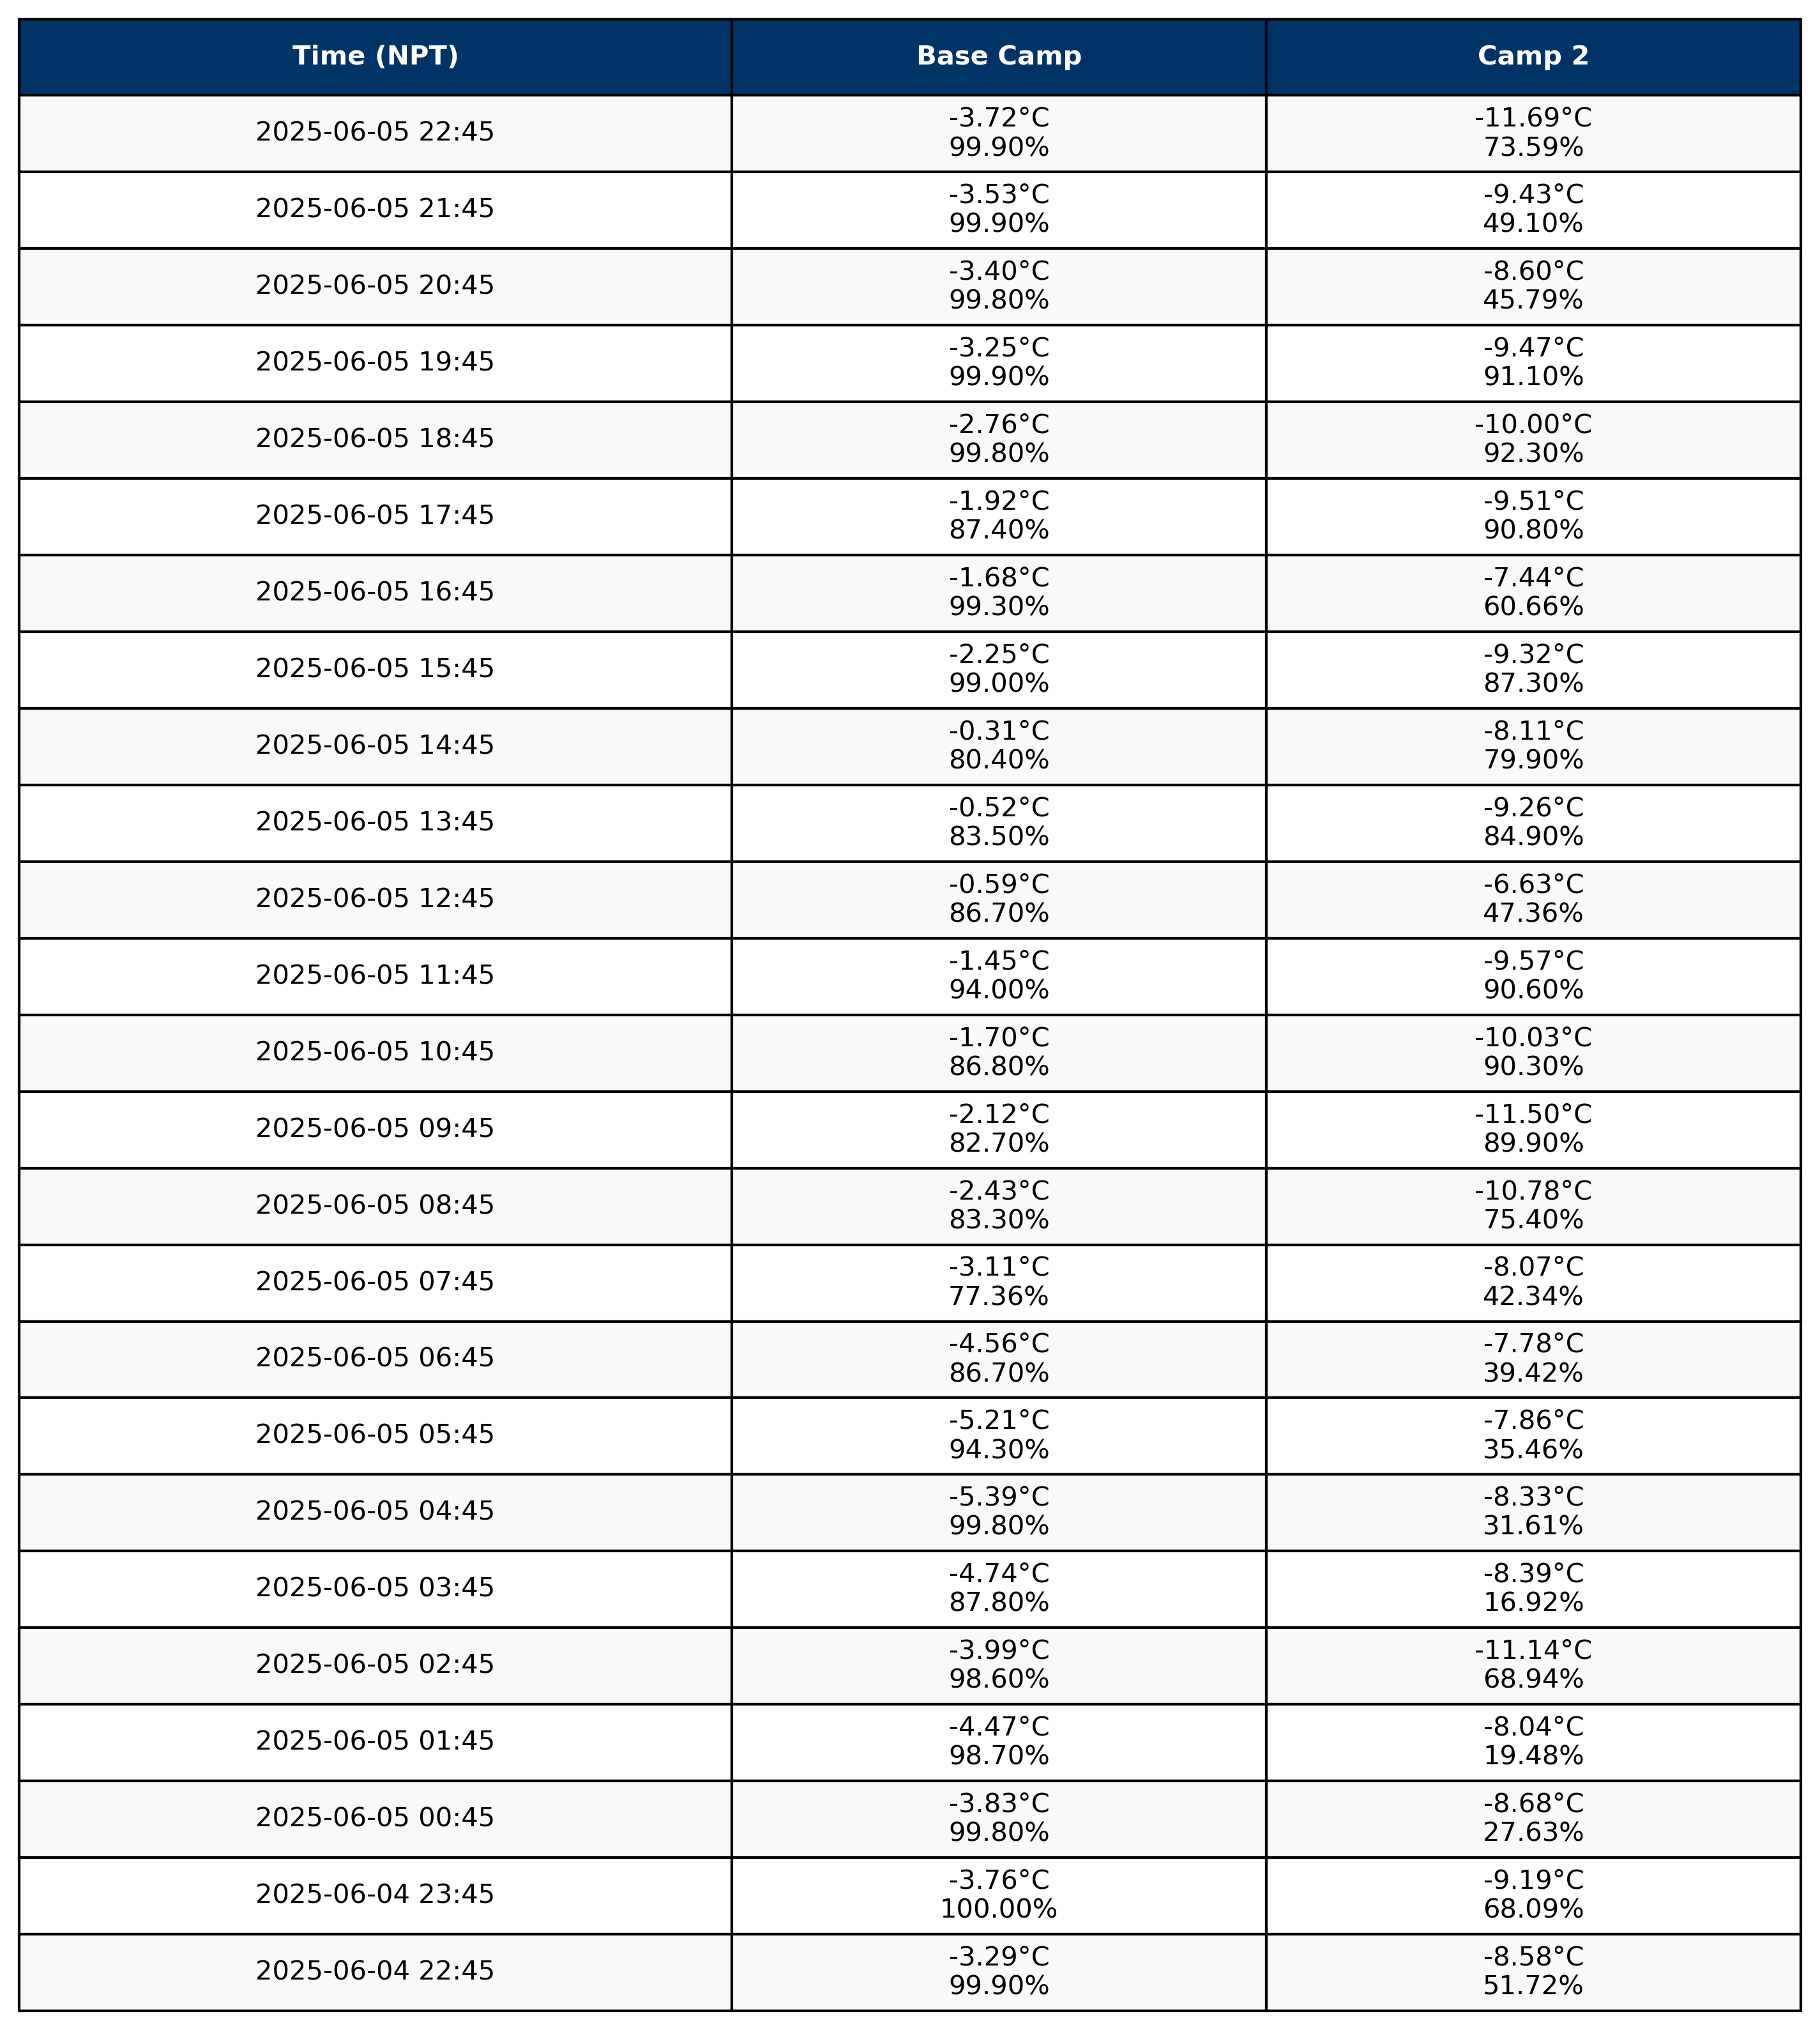 Time (NPT) Base Camp Camp 2
2025-06-05 22:45 -3.72°C -11.69°C
99.90% 73.59%
2025-06-05 21:45 -3.53°C -9.43°C
99.90% 49.10%
2025-06-05 20:45 -3.40°C -8.60°C
99.80% 45.79%
2025-06-05 19:45 -3.25°C -9.47°C
99.90% 91.10%
2025-06-05 18:45 -2.76°C -10.00°C
99.80% 92.30%
2025-06-05 17:45 -1.92°C -9.51°C
87.40% 90.80%
2025-06-05 16:45 -1.68°C -7.44°C
99.30% 60.66%
2025-06-05 15:45 -2.25°C -9.32°C
99.00% 87.30%
2025-06-05 14:45 -0.31°C -8.11°C
80.40% 79.90%
2025-06-05 13:45 -0.52°C -9.26°C
83.50% 84.90%
2025-06-05 12:45 -0.59°C -6.63°C
86.70% 47.36%
2025-06-05 11:45 -1.45°C -9.57°C
94.00% 90.60%
2025-06-05 10:45 -1.70°C -10.03°C
86.80% 90.30%
2025-06-05 09:45 -2.12°C -11.50°C
82.70% 89.90%
2025-06-05 08:45 -2.43°C -10.78°C
83.30% 75.40%
2025-06-05 07:45 -3.11°C -8.07°C
77.36% 42.34%
2025-06-05 06:45 -4.56°C -7.78°C
86.70% 39.42%
2025-06-05 05:45 -5.21°C -7.86°C
94.30% 35.46%
2025-06-05 04:45 -5.39°C -8.33°C
99.80% 31.61%
2025-06-05 03:45 -4.74°C -8.39°C
87.80% 16.92%
2025-06-05 02:45 -3.99°C -11.14°C
98.60% 68.94%
2025-06-05 01:45 -4.47°C -8.04°C
98.70% 19.48%
2025-06-05 00:45 -3.83°C -8.68°C
99.80% 27.63%
2025-06-04 23:45 -3.76°C -9.19°C
100.00% 68.09%
2025-06-04 22:45 -3.29°C -8.58°C
99.90% 51.72%